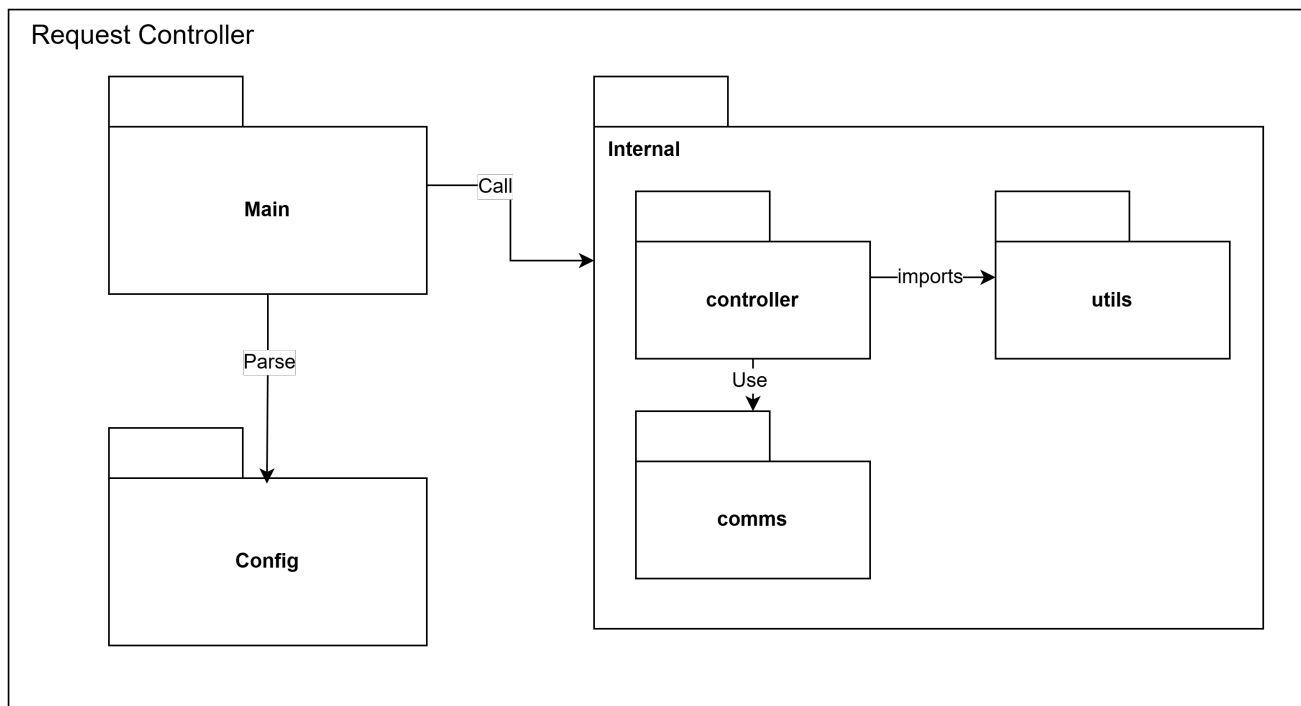 Request Controller
Internal
Call
Main
controller
imports
utils
Parse
Use
comms
Config